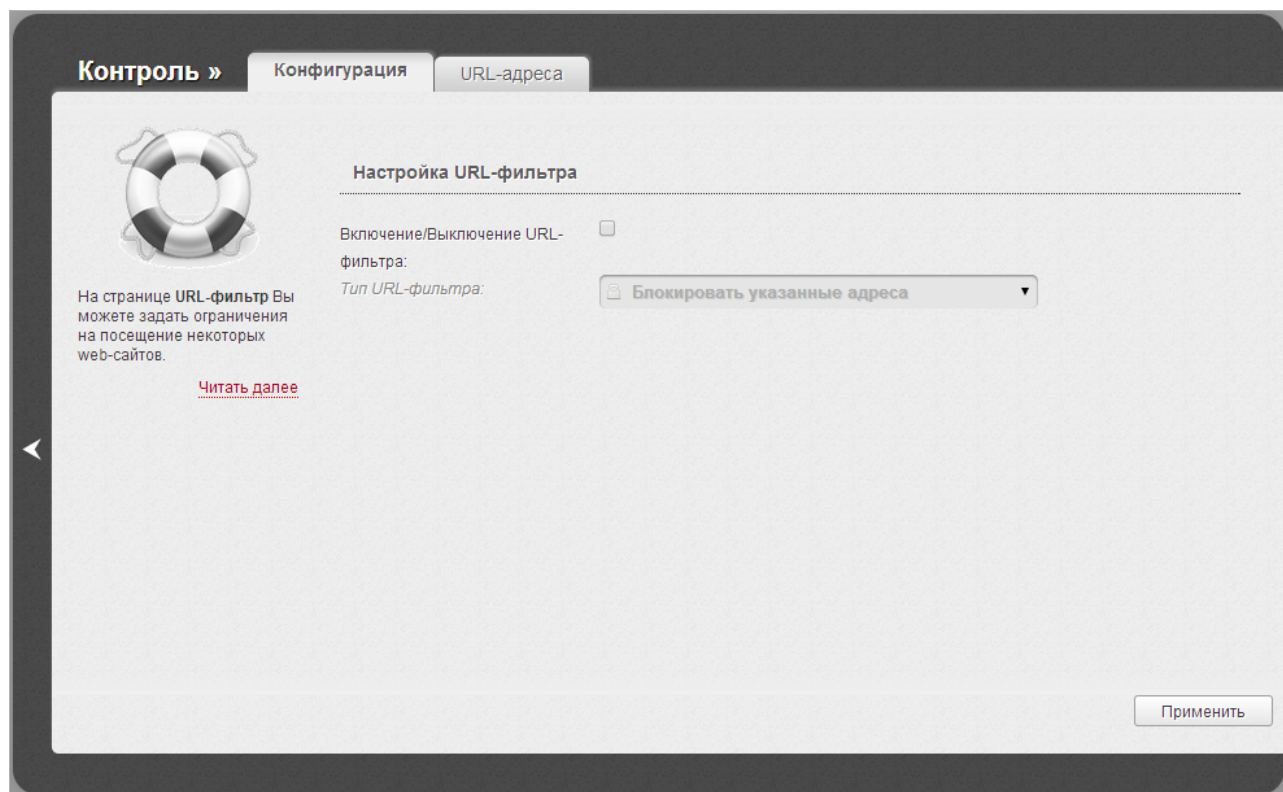 Контроль »
Конфигурация
URL-адреса
На странице URL-фильтр Вы
можете задать ограничения
на посещение некоторых
web-сайтов.
Читать далее
Настройка URL-фильтра
Включение/Выключение URL-
фильтра:
Тип URL-фильтра:
Блокировать указанные адреса
Применить